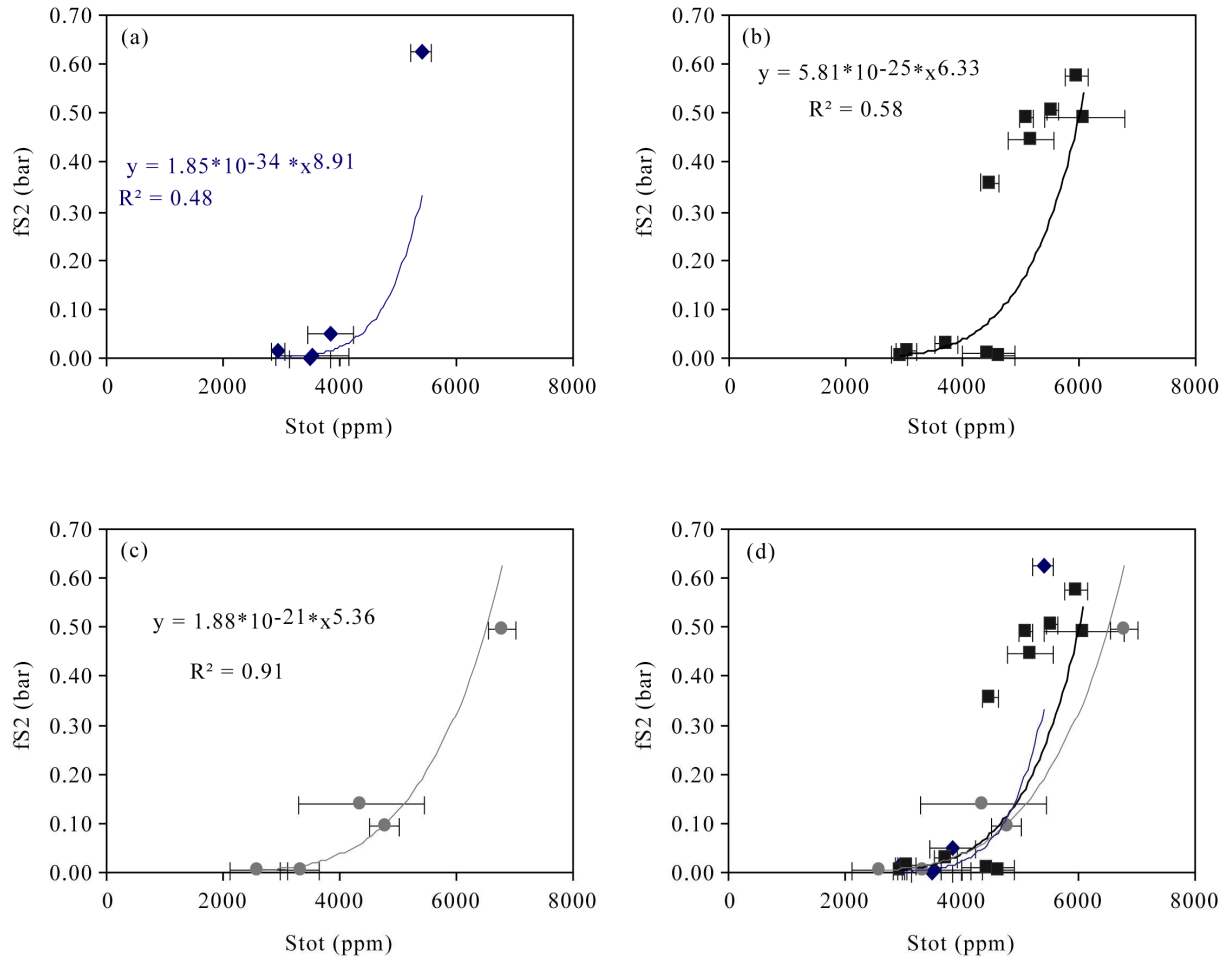 (a)
y = 1.85*10-34 *x8.91
R² = 0.48
0.70
0.60
0.50
0.40
0.30
0.20
0.10
0.00
fS2 (bar)
0 2000 4000 6000 8000
Stot (ppm)
(b)
y = 5.81*10-25*x6.33
R² = 0.58
0.70
0.60
0.50
0.40
0.30
0.20
0.10
0.00
fS2 (bar)
0 2000 4000 6000 8000
Stot (ppm)
(c)
y = 1.88*10-21*x5.36
R² = 0.91
0.70
0.60
0.50
0.40
0.30
0.20
0.10
0.00
fS2 (bar)
0 2000 4000 6000 8000
Stot (ppm)
(d)
0.70
0.60
0.50
0.40
0.30
0.20
0.10
0.00
fS2 (bar)
0 2000 4000 6000 8000
Stot (ppm)